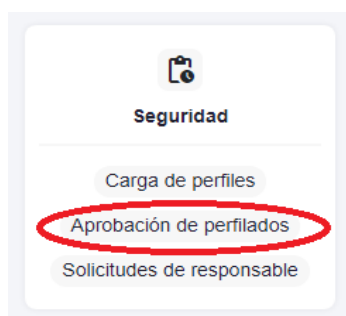 Seguridad
Carga de perfiles
Aprobación de perfilados
Solicitudes de responsable